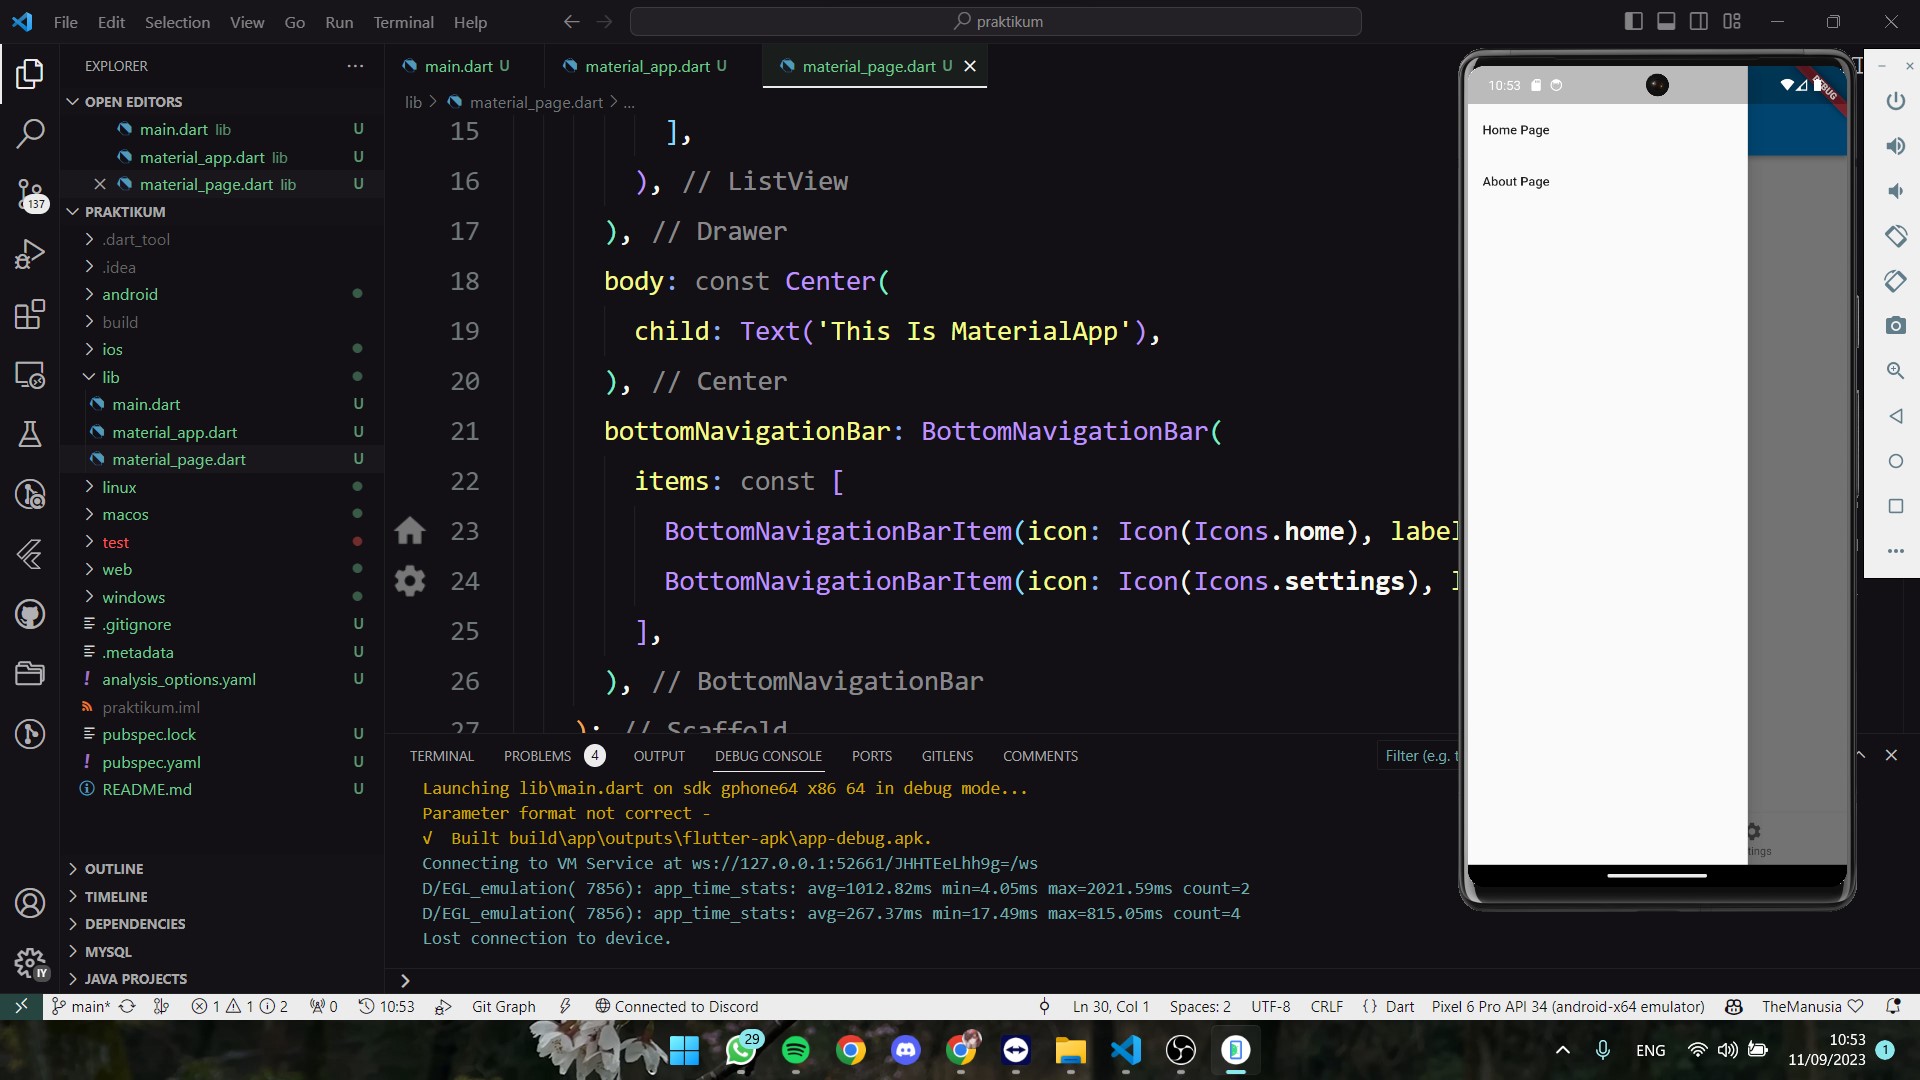 File Edit Selection View Go Run Terminal Help
praktikum
EXPLORER
OPEN EDITORS
main.dart lib U
material_app.dart lib U
material_page.dart lib U
137
PRAKTIKUM
.dart_tool
.idea
android
build
ios
lib
main.dart U
material_app.dart U
material_page.dart U
linux
macos
test
web
windows
.gitignore U
.metadata U
analysis_options.yaml U
praktikum.iml
pubspec.lock U
pubspec.yaml U
README.md U
OUTLINE
TIMELINE
DEPENDENCIES
MYSQL
JAVA PROJECTS
IY
main.dart U
material_app.dart U
material_page.dart U
lib > material_page.dart > ...
15 ],
16 ), // ListView
17 ), // Drawer
18 body: const Center(
19 child: Text('This Is MaterialApp'),
20 ), // Center
21 bottomNavigationBar: BottomNavigationBar(
22 items: const [
23 BottomNavigationBarItem(icon: Icon(Icons.home), label
24 BottomNavigationBarItem(icon: Icon(Icons.settings), l
25 ],
26 ), // BottomNavigationBar
27 ); // Scaffold
TERMINAL PROBLEMS 4 OUTPUT DEBUG CONSOLE PORTS GITLENS COMMENTS
Filter (e.g. t
Launching lib\main.dart on sdk gphone64 x86 64 in debug mode...
Parameter format not correct -
√ Built build\app\outputs\flutter-apk\app-debug.apk.
Connecting to VM Service at ws://127.0.0.1:52661/JHHTEeLhh9g=/ws
D/EGL_emulation( 7856): app_time_stats: avg=1012.82ms min=4.05ms max=2021.59ms count=2
D/EGL_emulation( 7856): app_time_stats: avg=267.37ms min=17.49ms max=815.05ms count=4
Lost connection to device.
10:53
DEBUG
Home Page
About Page
tings
main* 1 1 2 0 10:53 Git Graph Connected to Discord
Ln 30, Col 1 Spaces: 2 UTF-8 CRLF {} Dart Pixel 6 Pro API 34 (android-x64 emulator) TheManusia
29
ENG
10:53
11/09/2023
1